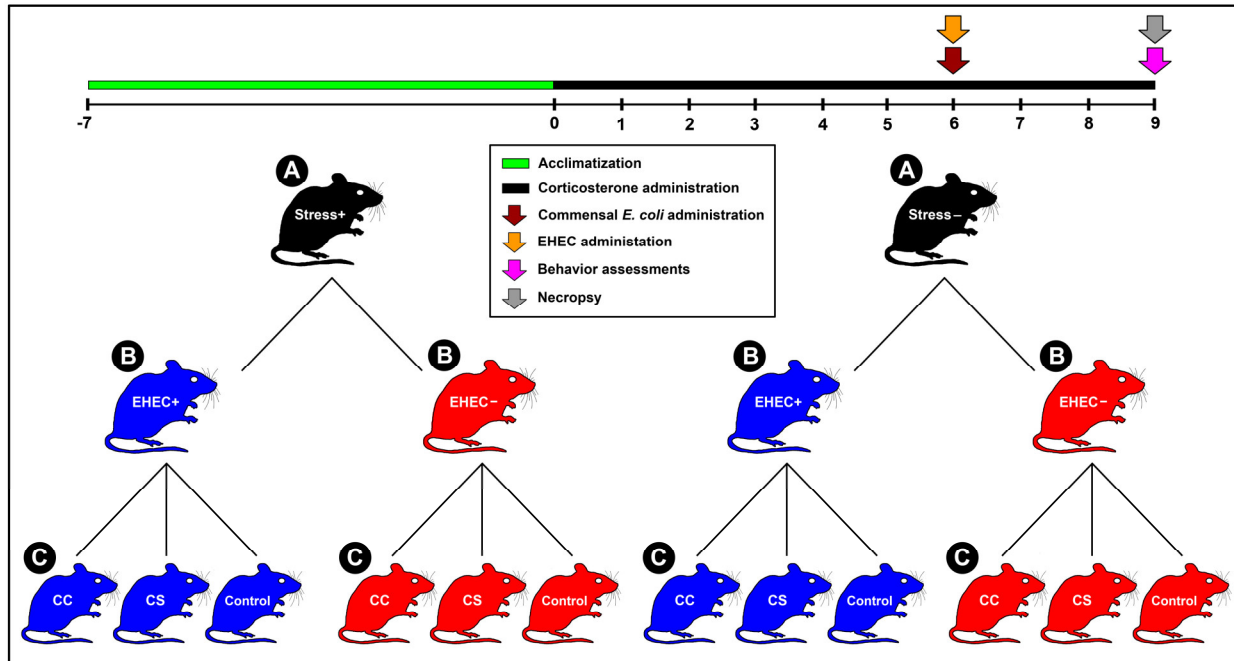 -7 0 1 2 3 4 5 6 7 8 9
Acclimatization
Corticosterone administration
Commensal E. coli administration
EHEC administation
Behavior assessments
Necropsy
A A
Stress+ Stress−
B B B B
EHEC+ EHEC− EHEC+ EHEC−
C C C C
CC CS Control CC CS Control CC CS Control CC CS Control